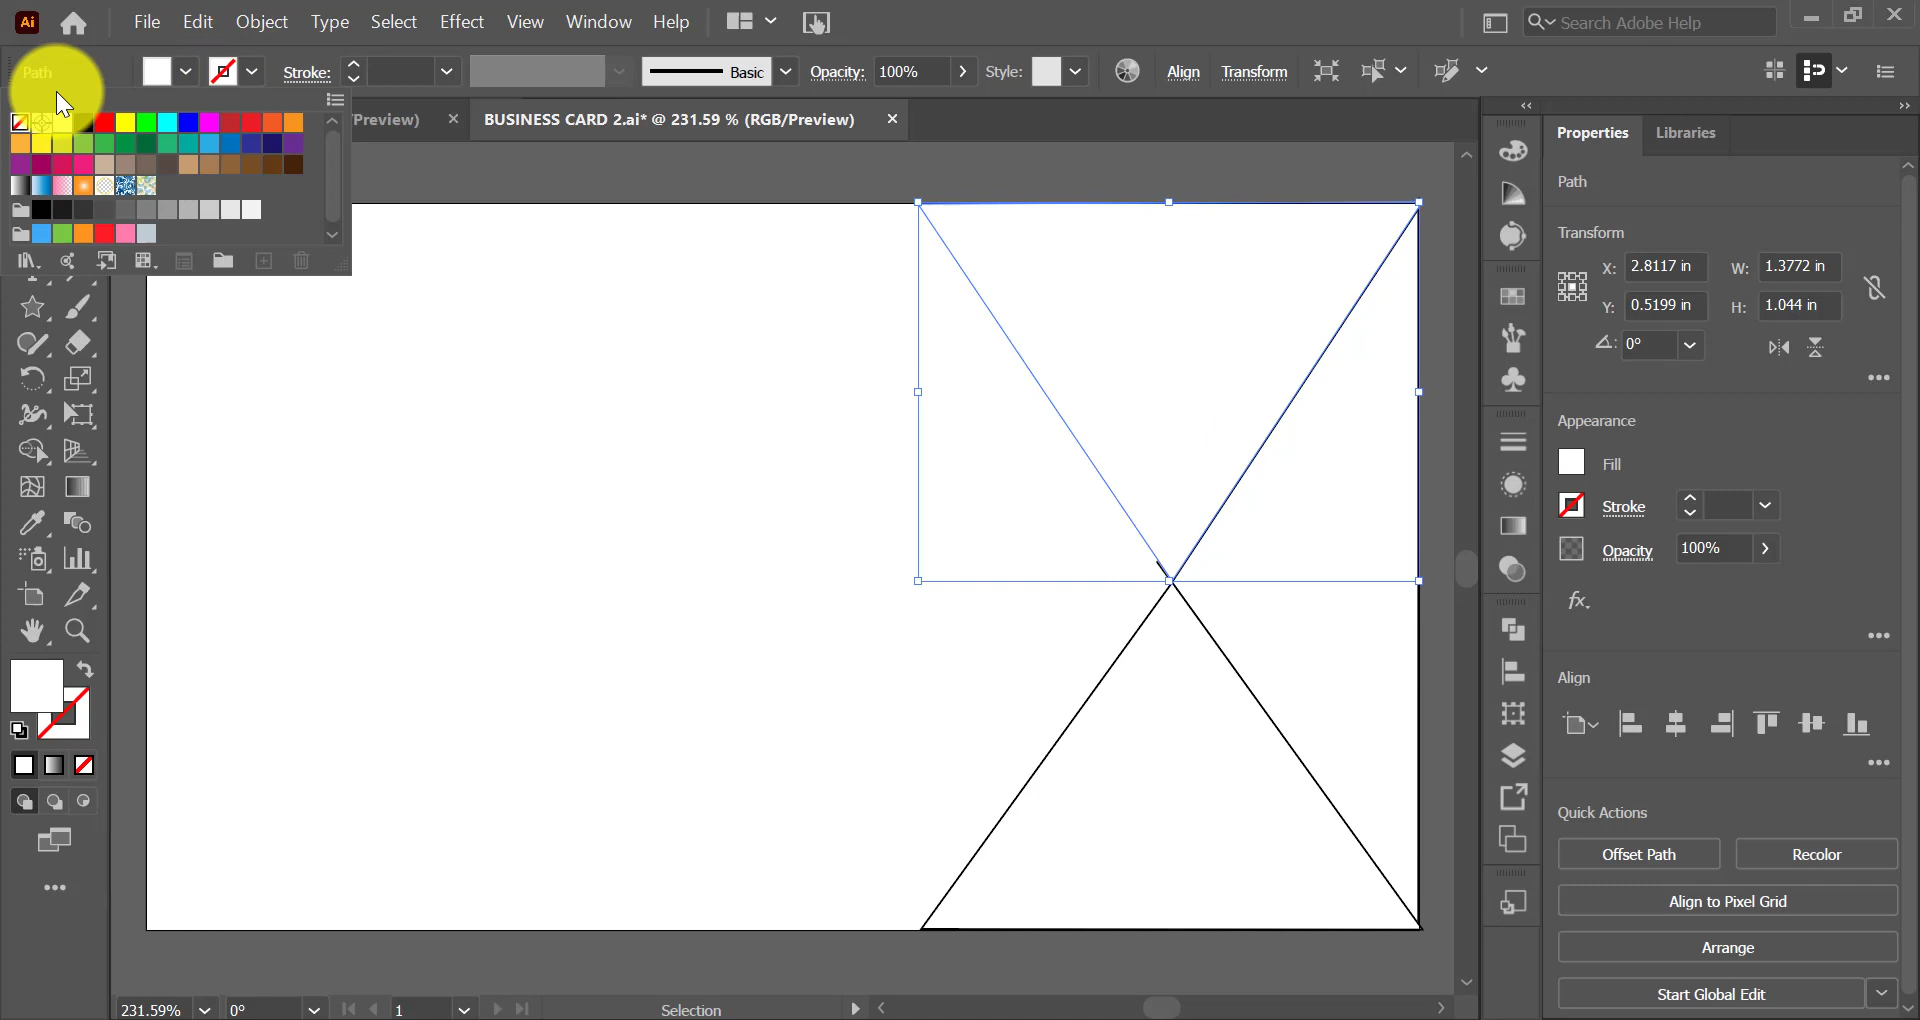 Ai File Edit Object Type Select Effect View Window Help Search Adobe Help
Path Stroke: Basic Opacity: 100% Style: Align Transform
/Preview) × BUSINESS CARD 2.ai* @ 231.59 % (RGB/Preview) ×
Properties Libraries
Path
Transform
X: 2.8117 in W: 1.3772 in
Y: 0.5199 in H: 1.044 in
0°
Appearance
Fill
Stroke
Opacity 100%
fx.
Align
Quick Actions
Offset Path Recolor
Align to Pixel Grid
Arrange
Start Global Edit
231.59% 0° 1 Selection